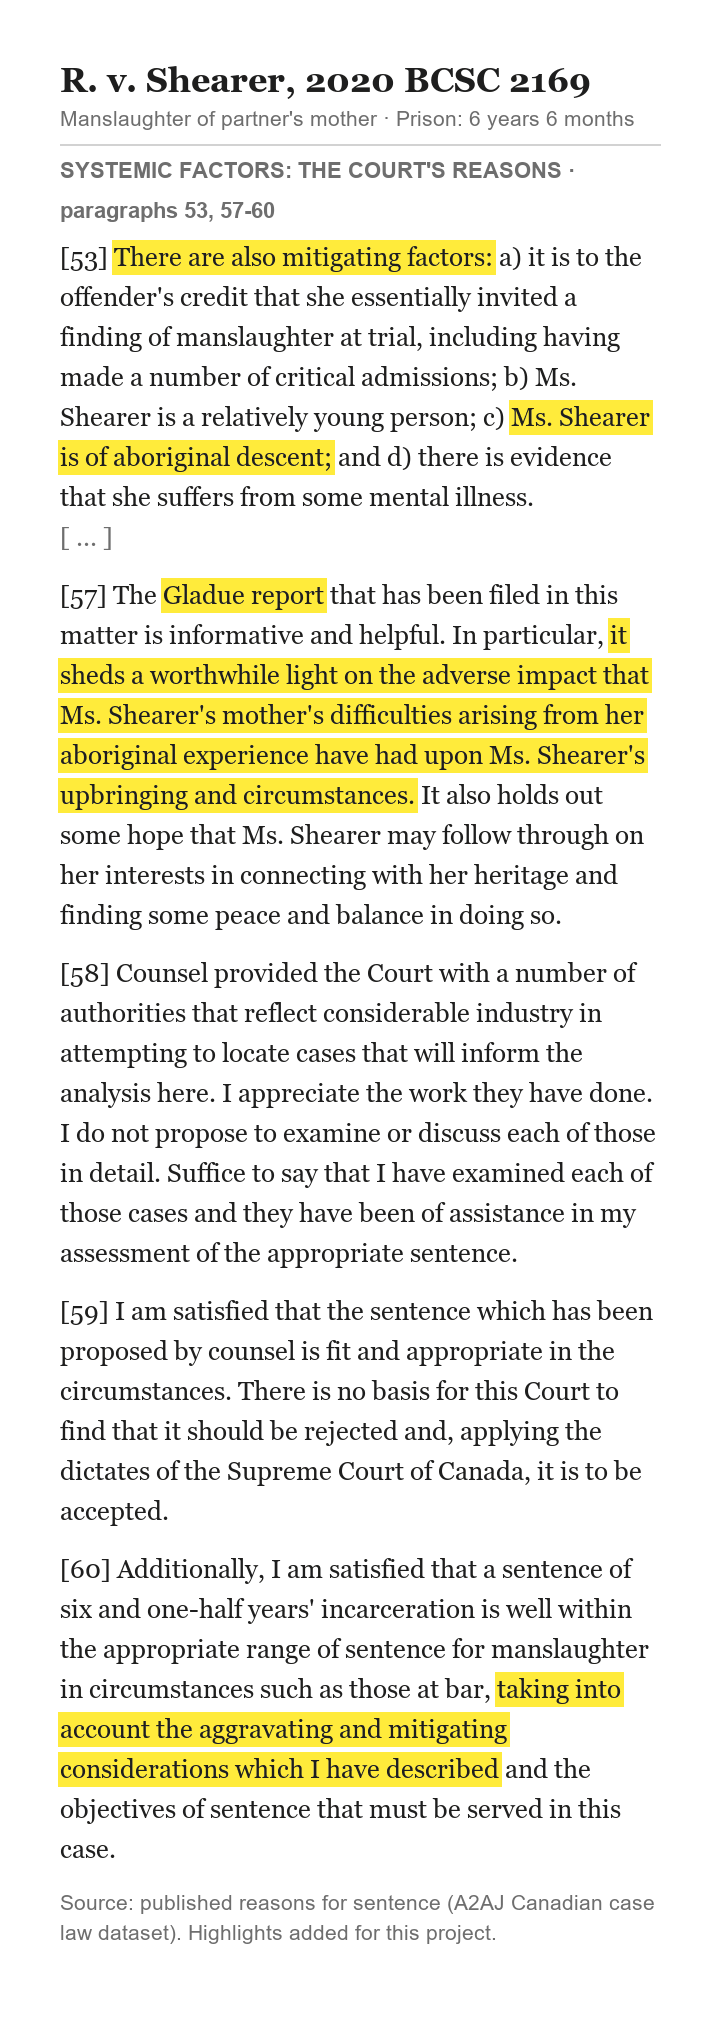 R. v. Shearer, 2020 BCSC 2169
Manslaughter of partner's mother · Prison: 6 years 6 months
SYSTEMIC FACTORS: THE COURT'S REASONS ·
paragraphs 53, 57-60
[53] There are also mitigating factors: a) it is to the
offender's credit that she essentially invited a
finding of manslaughter at trial, including having
made a number of critical admissions; b) Ms.
Shearer is a relatively young person; c) Ms. Shearer
is of aboriginal descent; and d) there is evidence
that she suffers from some mental illness.
[ ... ]
[57] The Gladue report that has been filed in this
matter is informative and helpful. In particular, it
sheds a worthwhile light on the adverse impact that
Ms. Shearer's mother's difficulties arising from her
aboriginal experience have had upon Ms. Shearer's
upbringing and circumstances. It also holds out
some hope that Ms. Shearer may follow through on
her interests in connecting with her heritage and
finding some peace and balance in doing so.
[58] Counsel provided the Court with a number of
authorities that reflect considerable industry in
attempting to locate cases that will inform the
analysis here. I appreciate the work they have done.
I do not propose to examine or discuss each of those
in detail. Suffice to say that I have examined each of
those cases and they have been of assistance in my
assessment of the appropriate sentence.
[59] I am satisfied that the sentence which has been
proposed by counsel is fit and appropriate in the
circumstances. There is no basis for this Court to
find that it should be rejected and, applying the
dictates of the Supreme Court of Canada, it is to be
accepted.
[60] Additionally, I am satisfied that a sentence of
six and one-half years' incarceration is well within
the appropriate range of sentence for manslaughter
in circumstances such as those at bar, taking into
account the aggravating and mitigating
considerations which I have described and the
objectives of sentence that must be served in this
case.
Source: published reasons for sentence (A2AJ Canadian case
law dataset). Highlights added for this project.